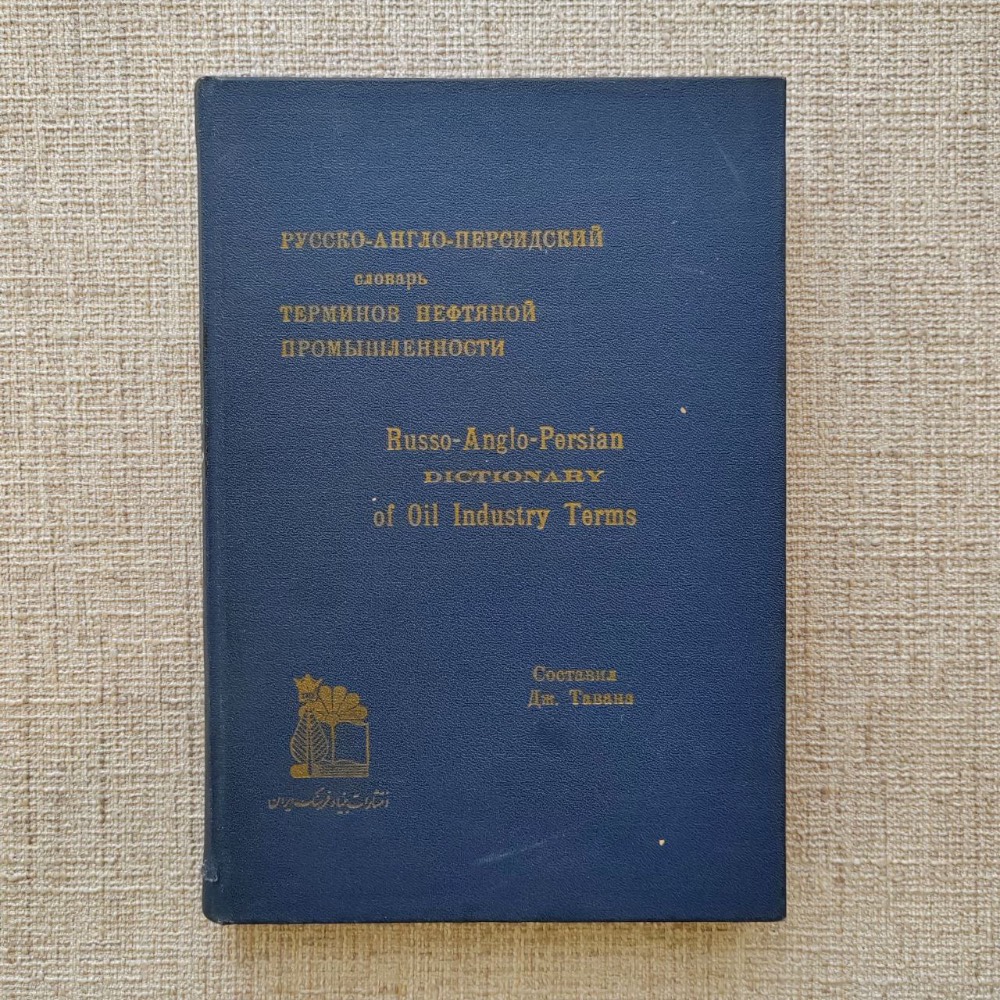 РУССКО-АНГЛО-ПЕРСИДСКИЙ
словарь
ТЕРМИНОВ НЕФТЯНОЙ
ПРОМЫШЛЕННОСТИ
Russo-Anglo-Persian
DICTIONARY
of Oil Industry Terms
Составил
Дж. Тавана
انتشارات بنیاد فرهنگ ایران